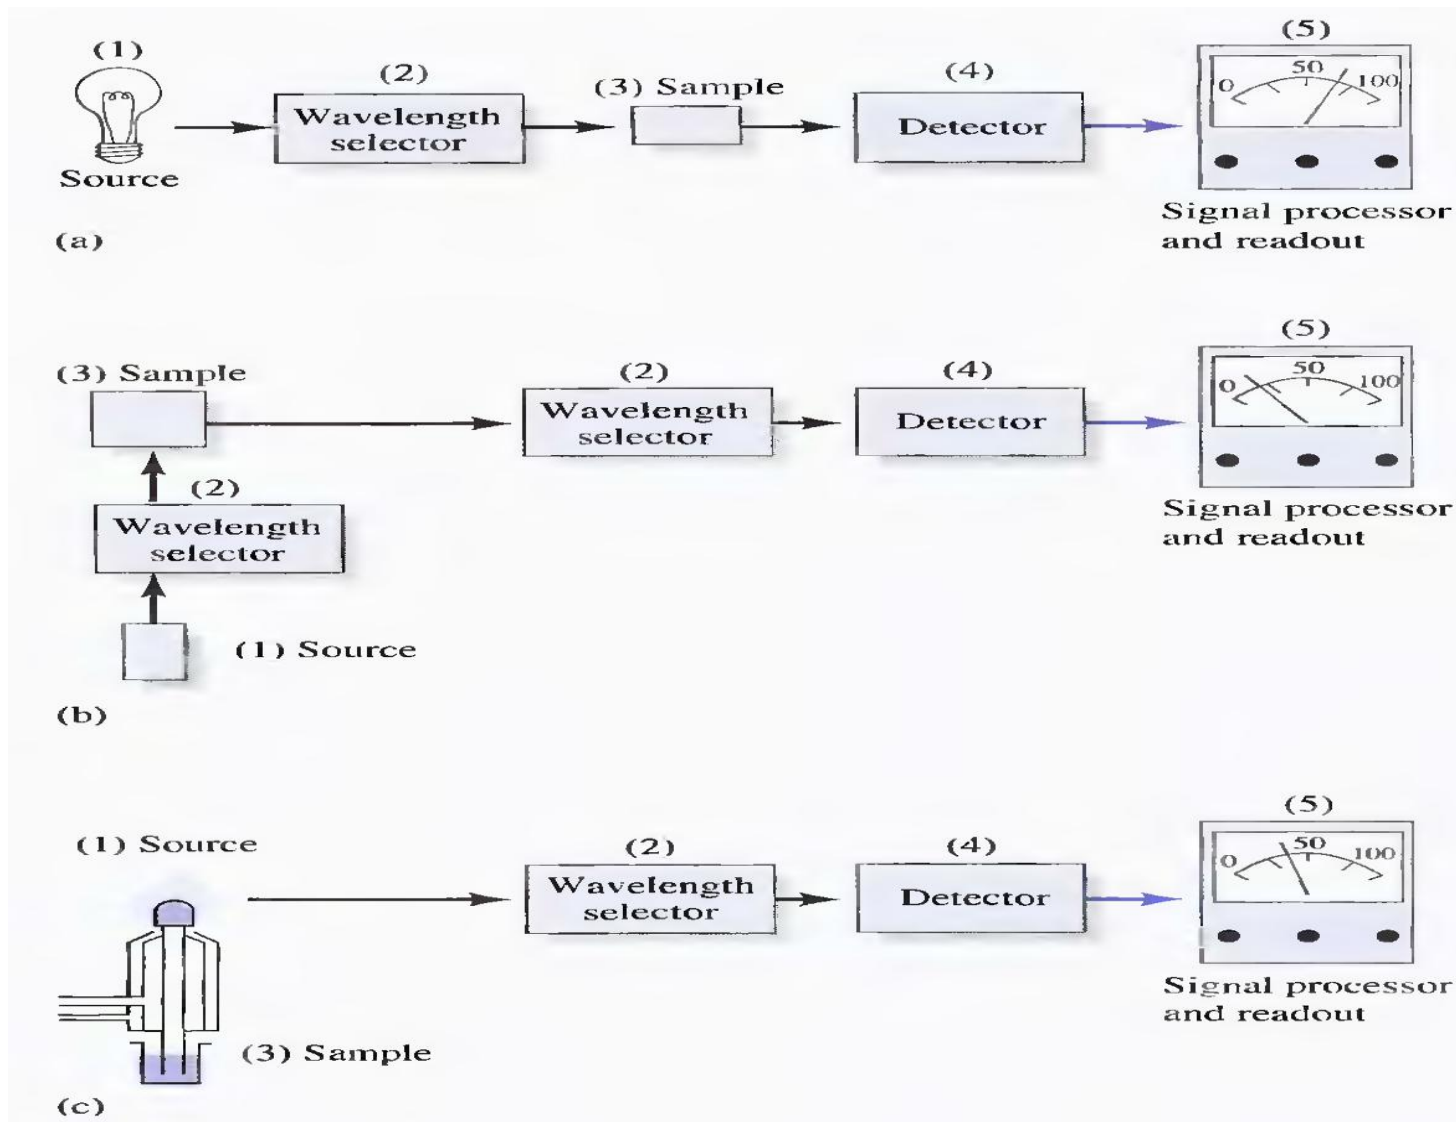 (1)
Source
(2)
Wavelength
selector
(3) Sample
(4)
Detector
(5)
0 50 100
Signal processor
and readout
(a)
(3) Sample
(2)
Wavelength
selector
(1) Source
(2)
Wavelength
selector
(4)
Detector
(5)
0 50 100
Signal processor
and readout
(b)
(1) Source
(3) Sample
(2)
Wavelength
selector
(4)
Detector
(5)
0 50 100
Signal processor
and readout
(c)